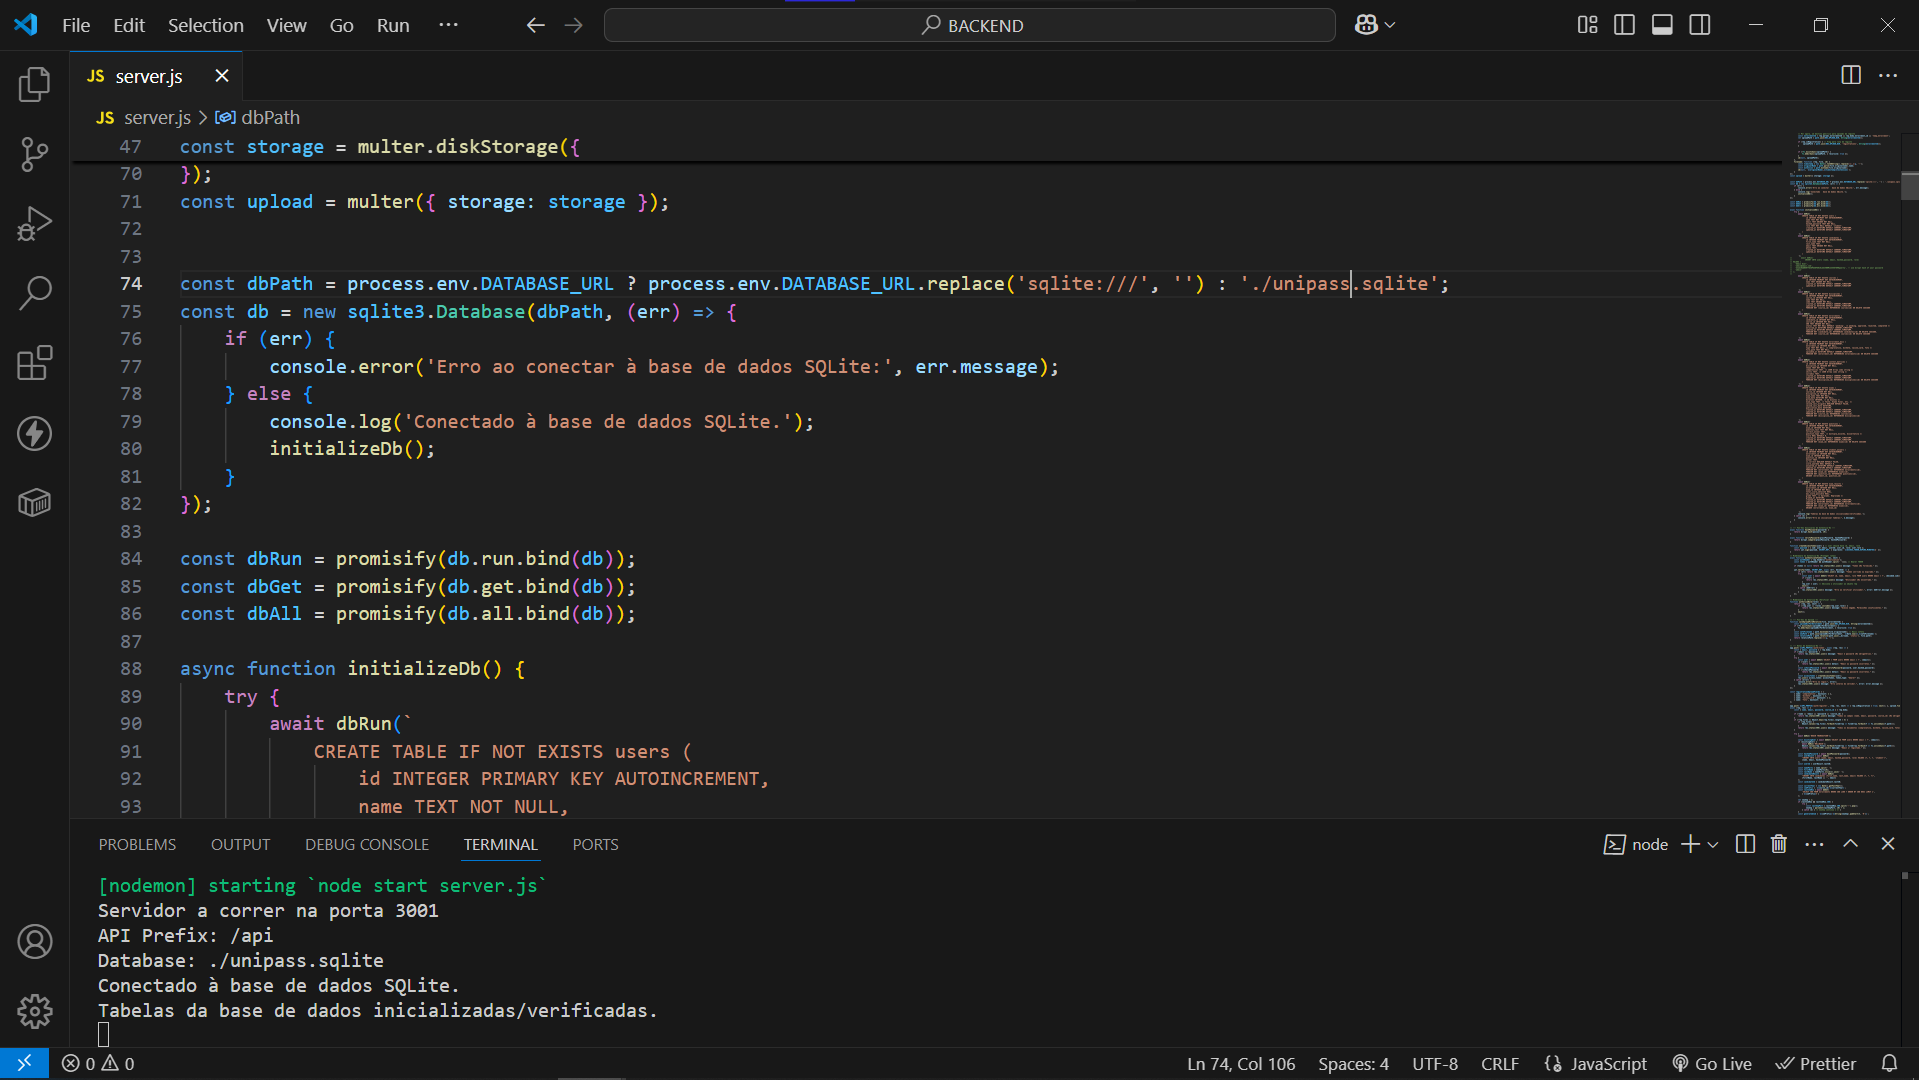 File Edit Selection View Go Run ··· BACKEND
JS server.js
JS server.js > dbPath
47 const storage = multer.diskStorage({
70 });
71 const upload = multer({ storage: storage });
72
73
74 const dbPath = process.env.DATABASE_URL ? process.env.DATABASE_URL.replace('sqlite:///', '') : './unipass.sqlite';
75 const db = new sqlite3.Database(dbPath, (err) => {
76     if (err) {
77         console.error('Erro ao conectar à base de dados SQLite:', err.message);
78     } else {
79         console.log('Conectado à base de dados SQLite.');
80         initializeDb();
81     }
82 });
83
84 const dbRun = promisify(db.run.bind(db));
85 const dbGet = promisify(db.get.bind(db));
86 const dbAll = promisify(db.all.bind(db));
87
88 async function initializeDb() {
89     try {
90         await dbRun(`
91             CREATE TABLE IF NOT EXISTS users (
92                 id INTEGER PRIMARY KEY AUTOINCREMENT,
93                 name TEXT NOT NULL,
PROBLEMS OUTPUT DEBUG CONSOLE TERMINAL PORTS node
[nodemon] starting `node start server.js`
Servidor a correr na porta 3001
API Prefix: /api
Database: ./unipass.sqlite
Conectado à base de dados SQLite.
Tabelas da base de dados inicializadas/verificadas.
0 0 Ln 74, Col 106 Spaces: 4 UTF-8 CRLF {} JavaScript Go Live Prettier